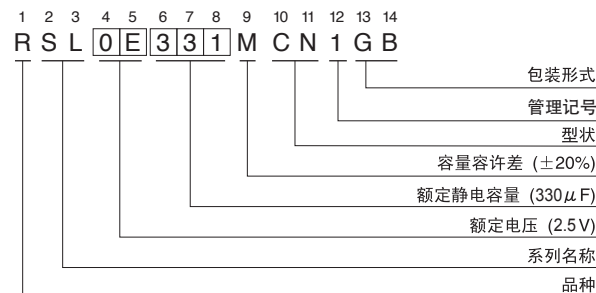 1 2 3 4 5 6 7 8 9 10 11 12 13 14
R S L 0 E 3 3 1 M C N 1 G B
包装形式
管理记号
型状
容量容许差 (±20%)
额定静电容量 (330μF)
额定电压 (2.5V)
系列名称
品种